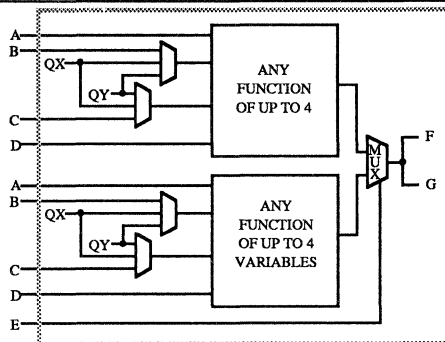 A
B
QX
QY
C
D
ANY
FUNCTION
OF UP TO 4
A
B
QX
QY
C
D
ANY
FUNCTION
OF UP TO 4
VARIABLES
E
MUX
F
G